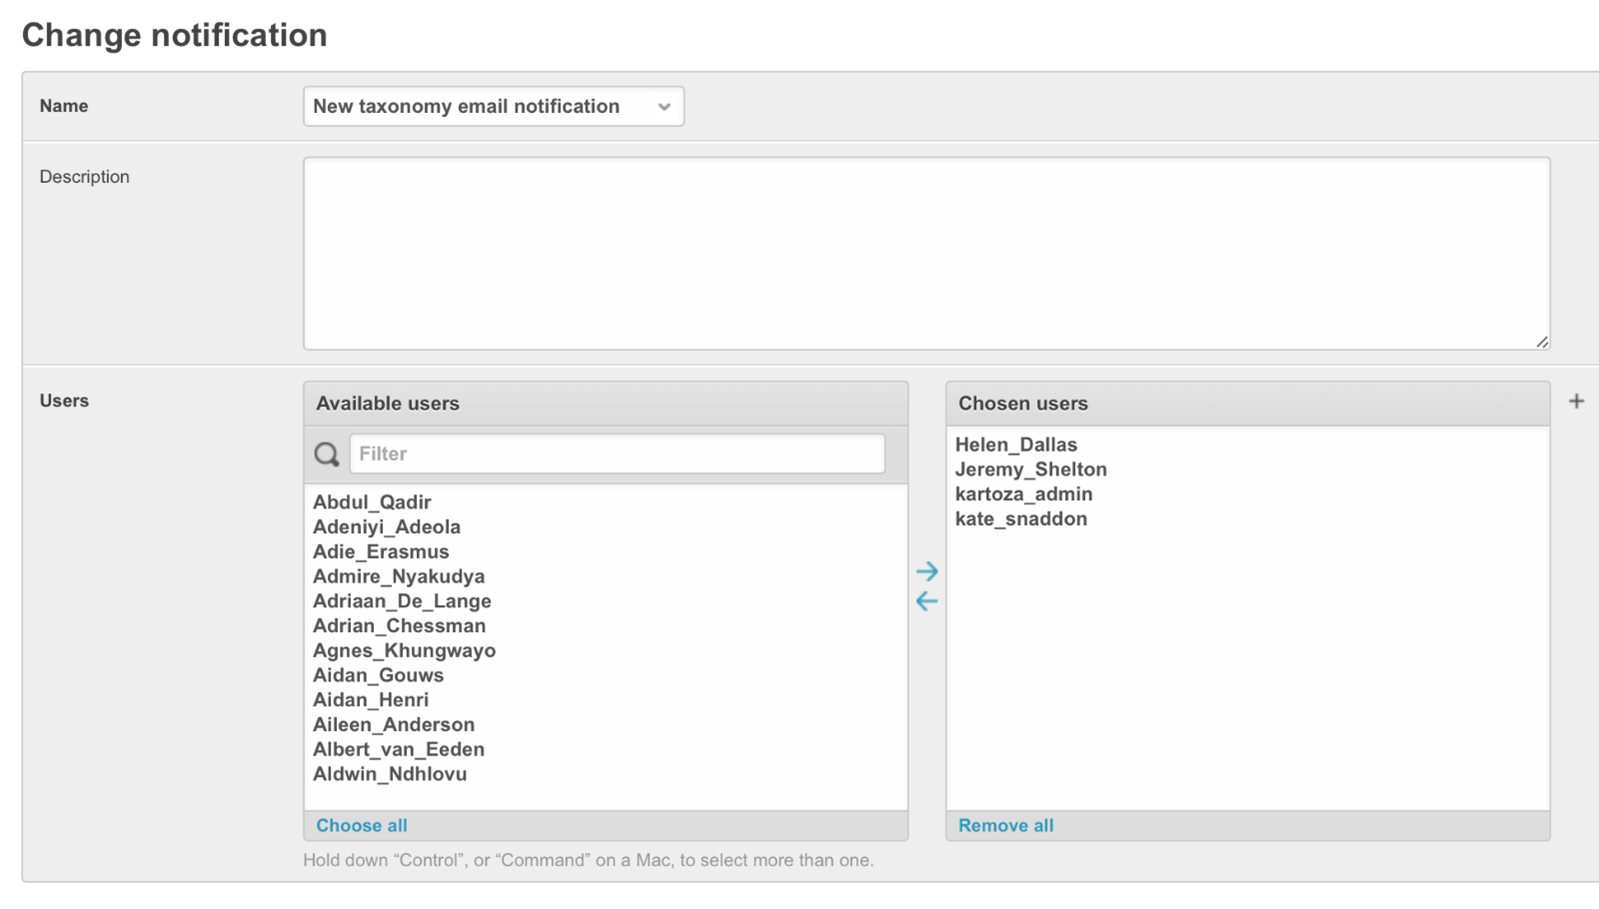 Change notification
Name
New taxonomy email notification
Description
Users
Available users
Filter
Abdul_Qadir
Adeniyi_Adeola
Adie_Erasmus
Admire_Nyakudya
Adriaan_De_Lange
Adrian_Chessman
Agnes_Khungwayo
Aidan_Gouws
Aidan_Henri
Aileen_Anderson
Albert_van_Eeden
Aldwin_Ndhlovu
Choose all
Chosen users
Helen_Dallas
Jeremy_Shelton
kartoza_admin
kate_snaddon
Remove all
Hold down “Control”, or “Command” on a Mac, to select more than one.